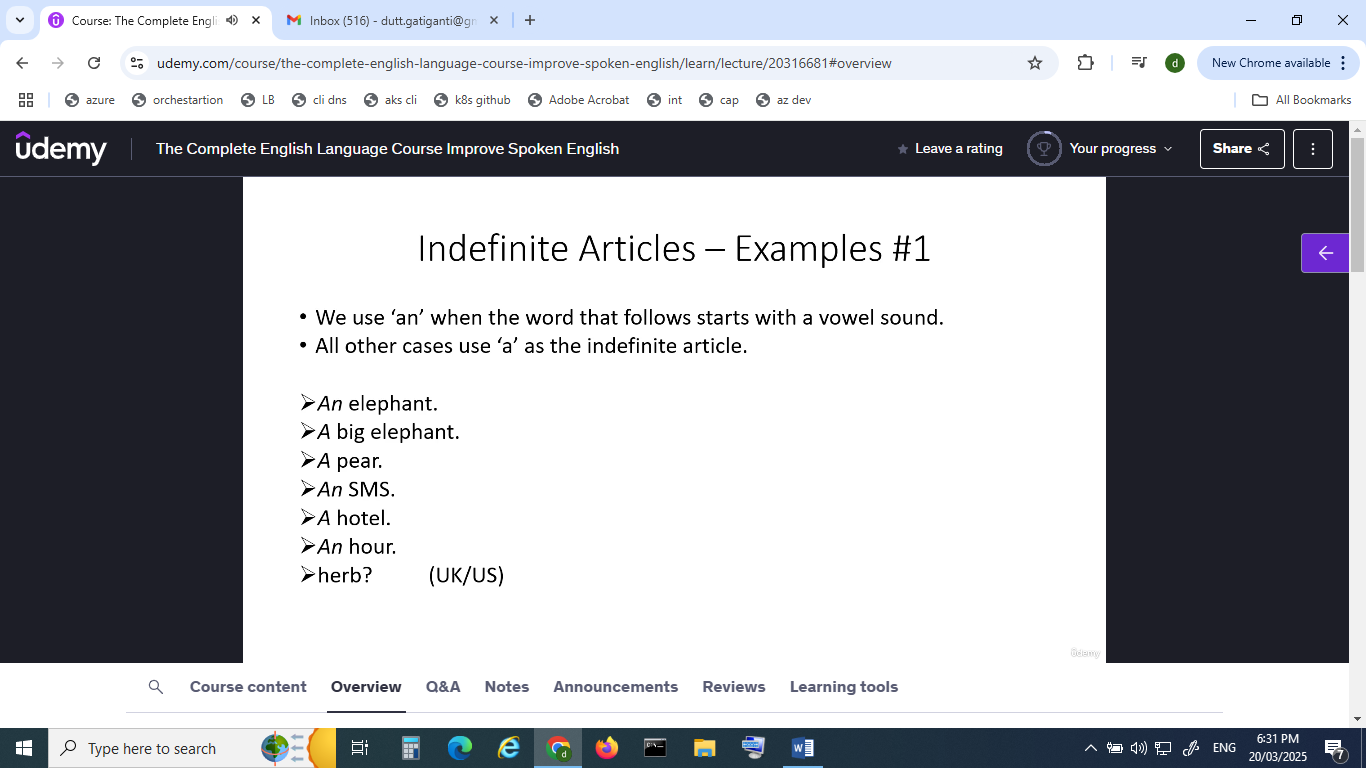 Course: The Complete Engli
Inbox (516) - dutt.gatiganti@gm
udemy.com/course/the-complete-english-language-course-improve-spoken-english/learn/lecture/20316681#overview
d
New Chrome available
azure
orchestartion
LB
cli dns
aks cli
k8s github
Adobe Acrobat
int
cap
az dev
All Bookmarks
ûdemy
The Complete English Language Course Improve Spoken English
Leave a rating
Your progress
Share
Indefinite Articles – Examples #1
• We use ‘an’ when the word that follows starts with a vowel sound.
• All other cases use ‘a’ as the indefinite article.
➢An elephant.
➢A big elephant.
➢A pear.
➢An SMS.
➢A hotel.
➢An hour.
➢herb? (UK/US)
ûdemy
Course content
Overview
Q&A
Notes
Announcements
Reviews
Learning tools
Type here to search
ENG
6:31 PM
20/03/2025
7